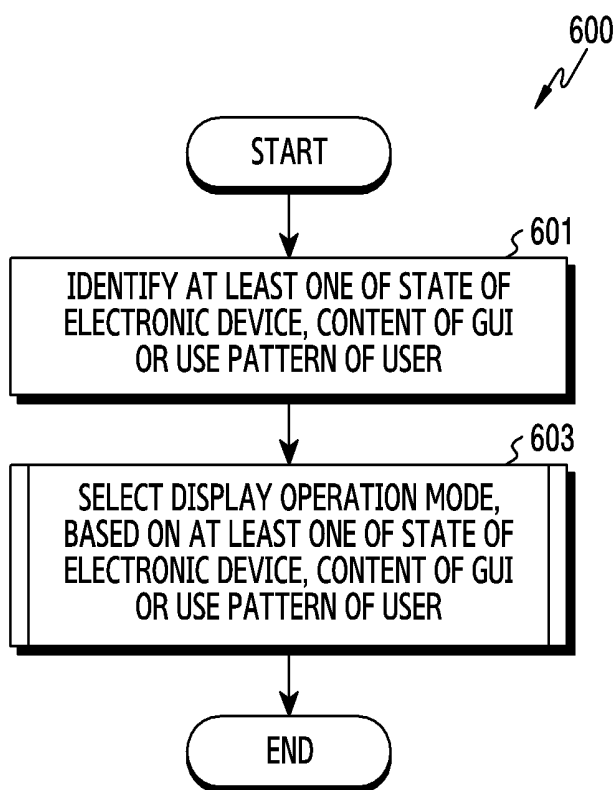 600
START
601
IDENTIFY AT LEAST ONE OF STATE OF
ELECTRONIC DEVICE, CONTENT OF GUI
OR USE PATTERN OF USER
603
SELECT DISPLAY OPERATION MODE,
BASED ON AT LEAST ONE OF STATE OF
ELECTRONIC DEVICE, CONTENT OF GUI
OR USE PATTERN OF USER
END